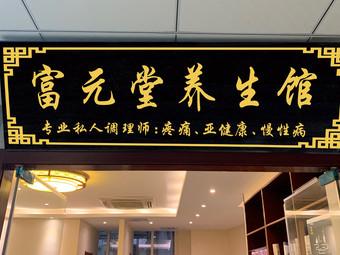 富元堂养生馆
专业私人调理师：疼痛、亚健康、慢性病